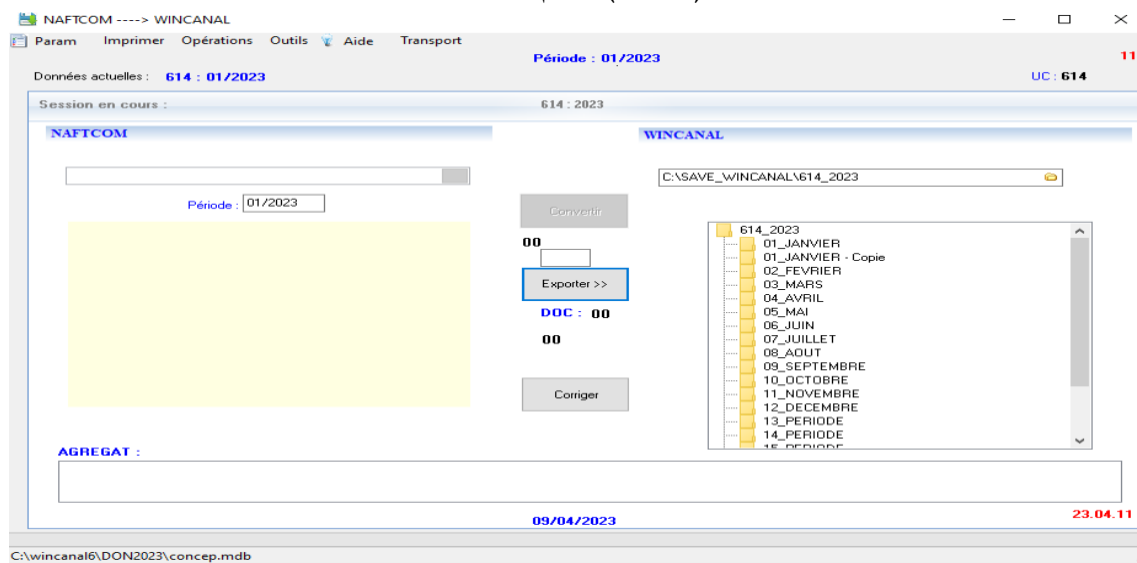 NAFTCOM ----> WINCANAL
Param Imprimer Opérations Outils Aide Transport
Période : 01/2023
11
Données actuelles : 614 : 01/2023
UC : 614
Session en cours :
614 : 2023
NAFTCOM
WINCANAL
C:\SAVE_WINCANAL\614_2023
Période : 01/2023
Convertir
00
Exporter >>
DOC : 00
00
Corriger
614_2023
01_JANVIER
01_JANVIER - Copie
02_FEVRIER
03_MARS
04_AVRIL
05_MAI
06_JUIN
07_JUILLET
08_AOUT
09_SEPTEMBRE
10_OCTOBRE
11_NOVEMBRE
12_DECEMBRE
13_PERIODE
14_PERIODE
15_PERIODE
AGREGAT :
09/04/2023
23.04.11
C:\wincanal6\DON2023\concep.mdb